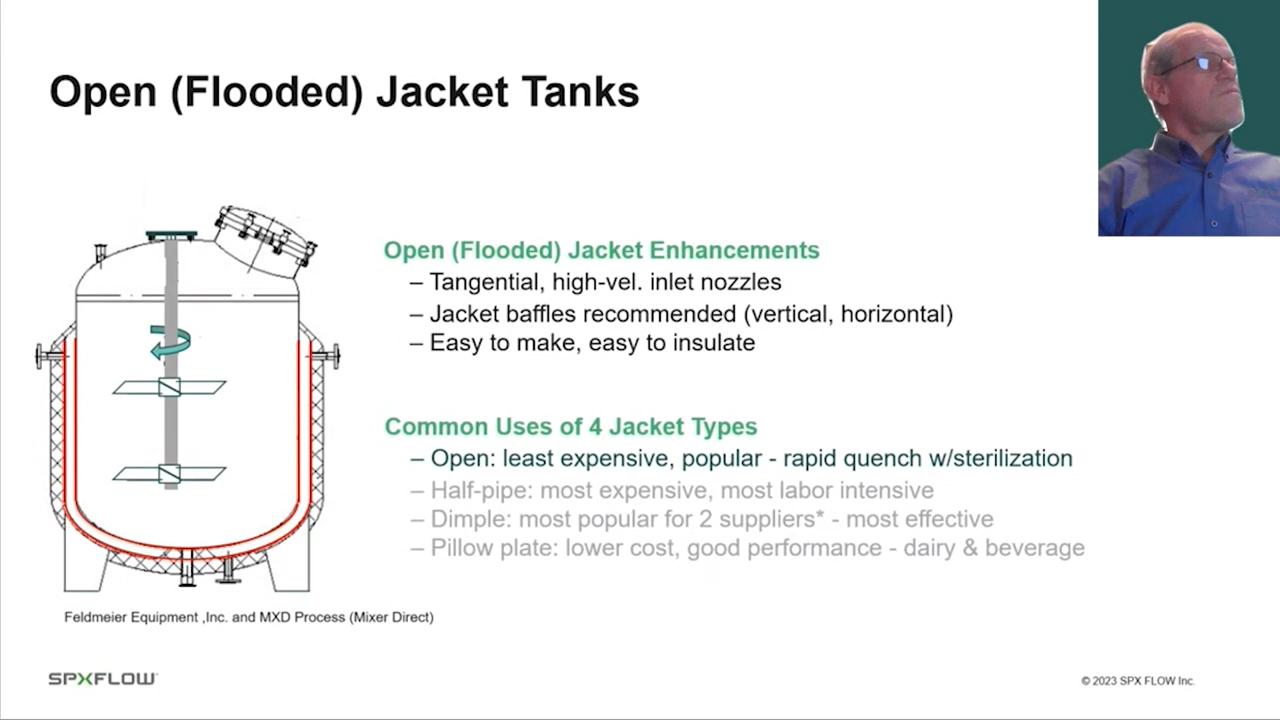 Open (Flooded) Jacket Tanks
Open (Flooded) Jacket Enhancements
– Tangential, high-vel. inlet nozzles
– Jacket baffles recommended (vertical, horizontal)
– Easy to make, easy to insulate
Common Uses of 4 Jacket Types
– Open: least expensive, popular - rapid quench w/sterilization
– Half-pipe: most expensive, most labor intensive
– Dimple: most popular for 2 suppliers* - most effective
– Pillow plate: lower cost, good performance - dairy & beverage
Feldmeier Equipment ,Inc. and MXD Process (Mixer Direct)
SPXFLOW
© 2023 SPX FLOW Inc.